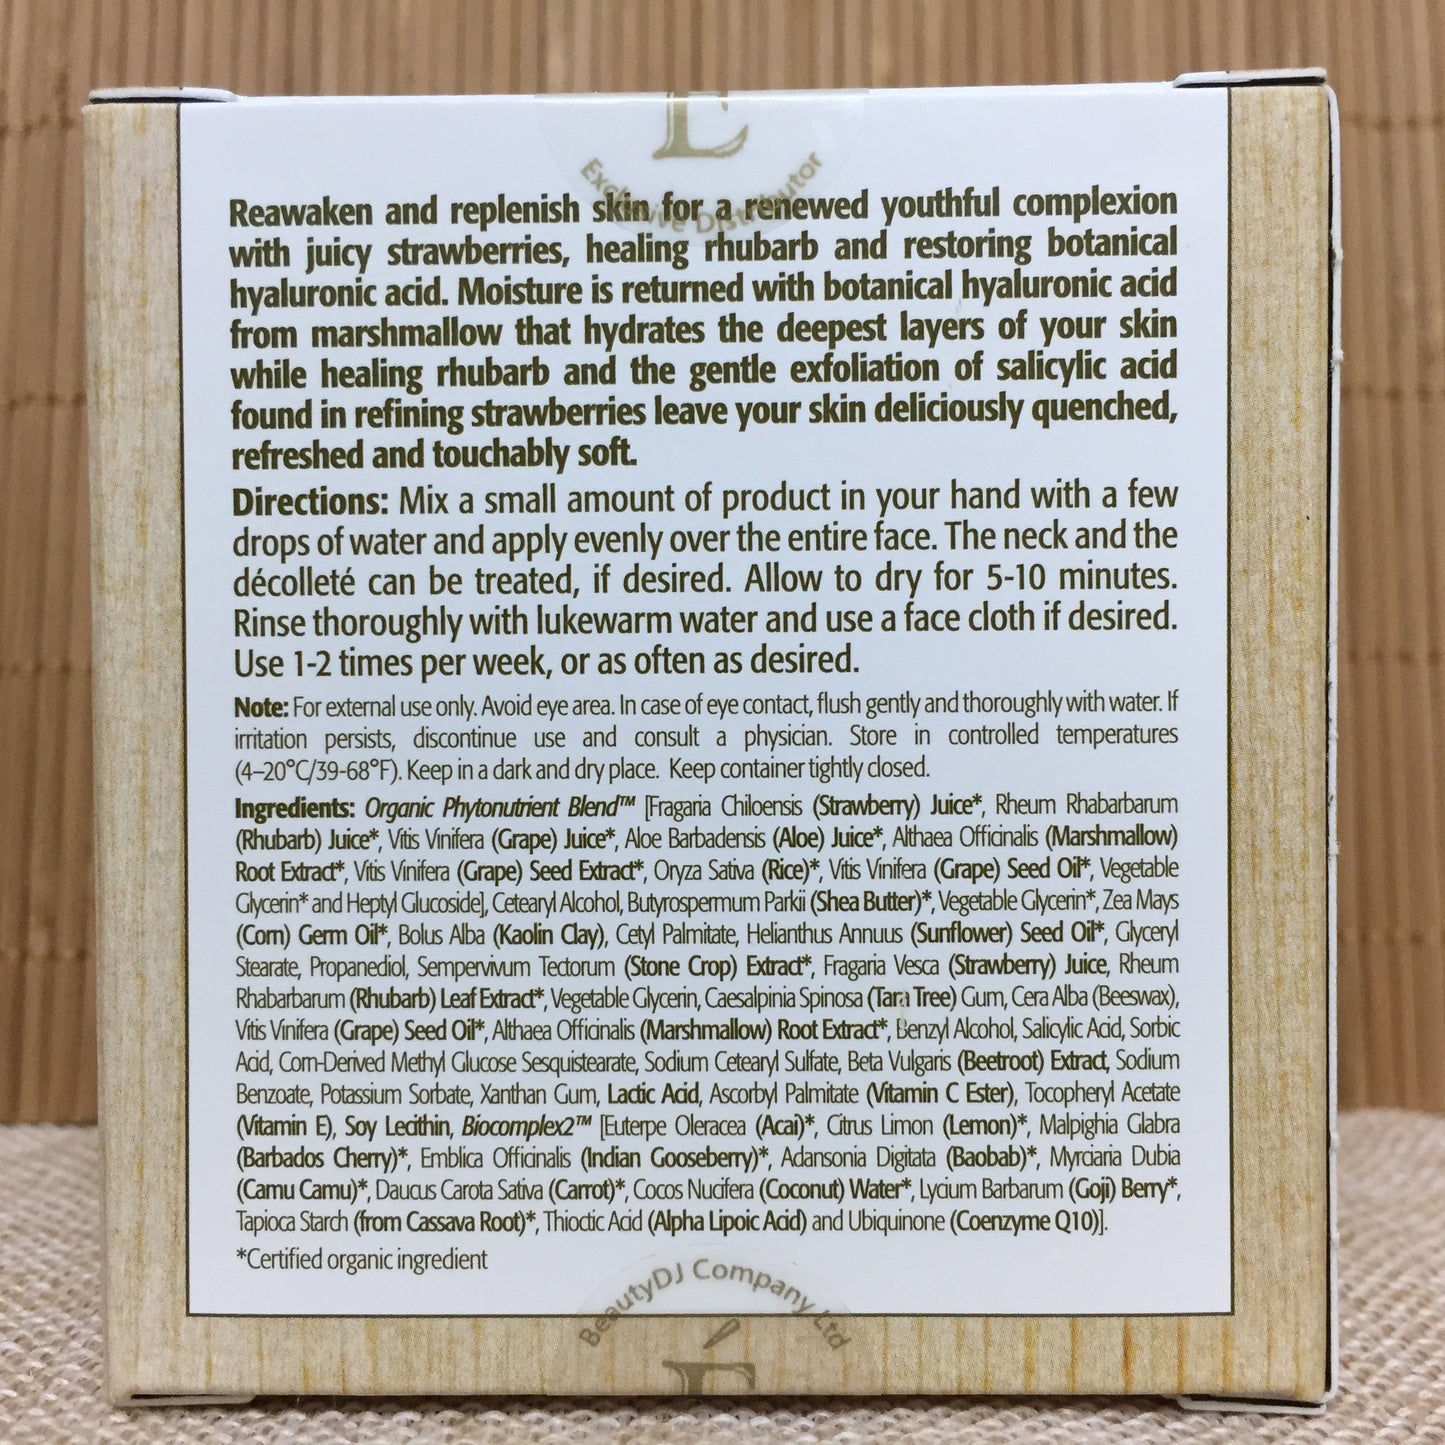 E
Exclusive Distributor
Reawaken and replenish skin for a renewed youthful complexion
with juicy strawberries, healing rhubarb and restoring botanical
hyaluronic acid. Moisture is returned with botanical hyaluronic acid
from marshmallow that hydrates the deepest layers of your skin
while healing rhubarb and the gentle exfoliation of salicylic acid
found in refining strawberries leave your skin deliciously quenched,
refreshed and touchably soft.
Directions: Mix a small amount of product in your hand with a few
drops of water and apply evenly over the entire face. The neck and the
décolleté can be treated, if desired. Allow to dry for 5-10 minutes.
Rinse thoroughly with lukewarm water and use a face cloth if desired.
Use 1-2 times per week, or as often as desired.
Note: For external use only. Avoid eye area. In case of eye contact, flush gently and thoroughly with water. If
irritation persists, discontinue use and consult a physician. Store in controlled temperatures
(4–20°C/39-68°F). Keep in a dark and dry place. Keep container tightly closed.
Ingredients: Organic Phytonutrient Blend™ [Fragaria Chiloensis (Strawberry) Juice*, Rheum Rhabarbarum
(Rhubarb) Juice*, Vitis Vinifera (Grape) Juice*, Aloe Barbadensis (Aloe) Juice*, Althaea Officinalis (Marshmallow)
Root Extract*, Vitis Vinifera (Grape) Seed Extract*, Oryza Sativa (Rice)*, Vitis Vinifera (Grape) Seed Oil*, Vegetable
Glycerin* and Heptyl Glucoside], Cetearyl Alcohol, Butyrospermum Parkii (Shea Butter)*, Vegetable Glycerin*, Zea Mays
(Corn) Germ Oil*, Bolus Alba (Kaolin Clay), Cetyl Palmitate, Helianthus Annuus (Sunflower) Seed Oil*, Glyceryl
Stearate, Propanediol, Sempervivum Tectorum (Stone Crop) Extract*, Fragaria Vesca (Strawberry) Juice, Rheum
Rhabarbarum (Rhubarb) Leaf Extract*, Vegetable Glycerin, Caesalpinia Spinosa (Tara Tree) Gum, Cera Alba (Beeswax),
Vitis Vinifera (Grape) Seed Oil*, Althaea Officinalis (Marshmallow) Root Extract*, Benzyl Alcohol, Salicylic Acid, Sorbic
Acid, Corn-Derived Methyl Glucose Sesquistearate, Sodium Cetearyl Sulfate, Beta Vulgaris (Beetroot) Extract, Sodium
Benzoate, Potassium Sorbate, Xanthan Gum, Lactic Acid, Ascorbyl Palmitate (Vitamin C Ester), Tocopheryl Acetate
(Vitamin E), Soy Lecithin, Biocomplex2™ [Euterpe Oleracea (Acai)*, Citrus Limon (Lemon)*, Malpighia Glabra
(Barbados Cherry)*, Emblica Officinalis (Indian Gooseberry)*, Adansonia Digitata (Baobab)*, Myrciaria Dubia
(Camu Camu)*, Daucus Carota Sativa (Carrot)*, Cocos Nucifera (Coconut) Water*, Lycium Barbarum (Goji) Berry*,
Tapioca Starch (from Cassava Root)*, Thioctic Acid (Alpha Lipoic Acid) and Ubiquinone (Coenzyme Q10)].
*Certified organic ingredient
BeautyDJ Company Ltd
É